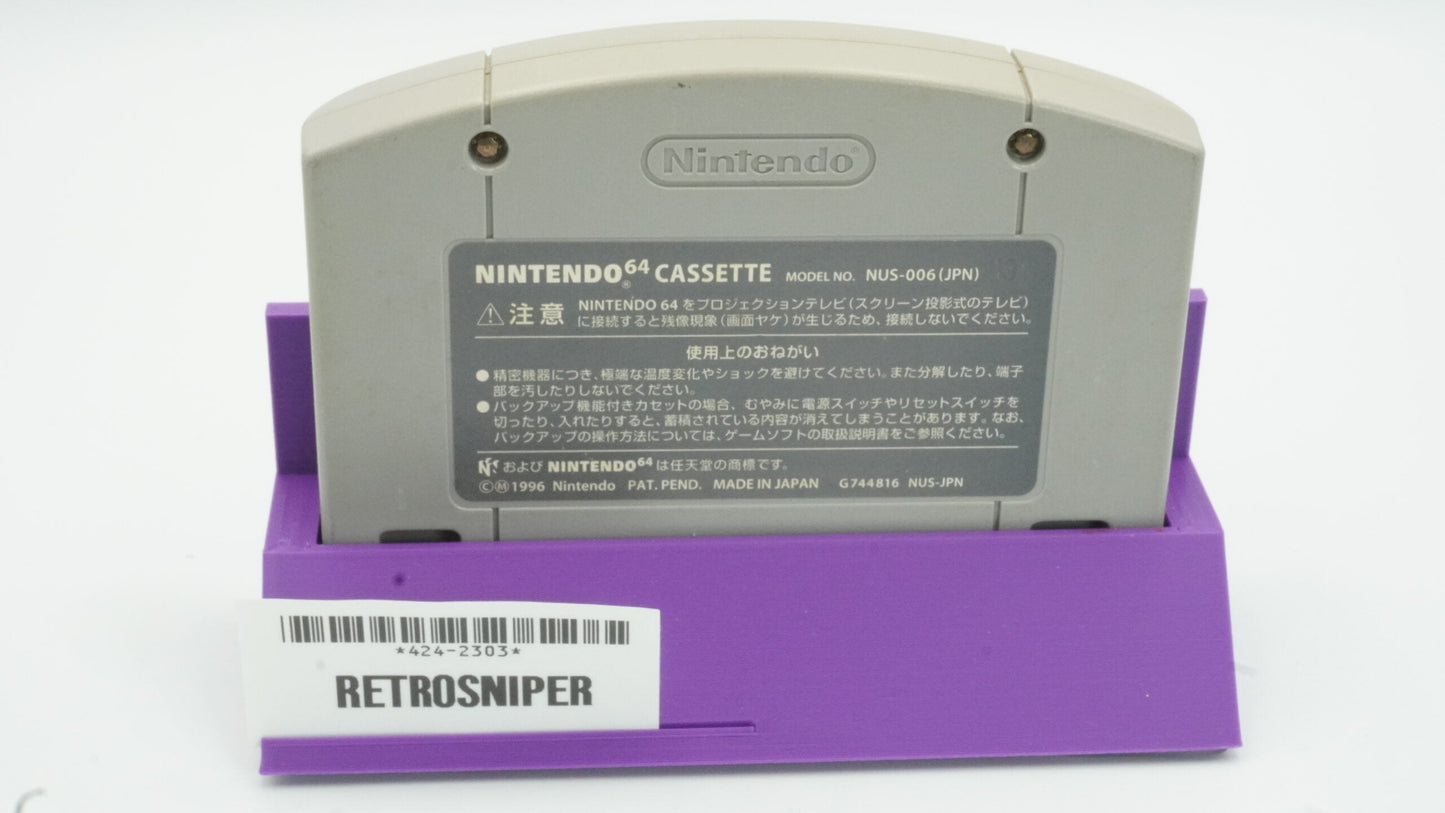 Nintendo®
NINTENDO64® CASSETTE MODEL NO. NUS-006(JPN)
注意 NINTENDO 64をプロジェクションテレビ(スクリーン投影式のテレビ)
に接続すると残像現象(画面ヤケ)が生じるため、接続しないでください。
使用上のおねがい
●精密機器につき、極端な温度変化やショックを避けてください。また分解したり、端子
部を汚したりしないでください。
●バックアップ機能付きカセットの場合、むやみに電源スイッチやリセットスイッチを
切ったり、入れたりすると、蓄積されている内容が消えてしまうことがあります。なお、
バックアップの操作方法については、ゲームソフトの取扱説明書をご参照ください。
および NINTENDO64 は任天堂の商標です。
©Ⓜ1996 Nintendo PAT. PEND. MADE IN JAPAN G744816 NUS-JPN
*424-2303*
RETROSNIPER